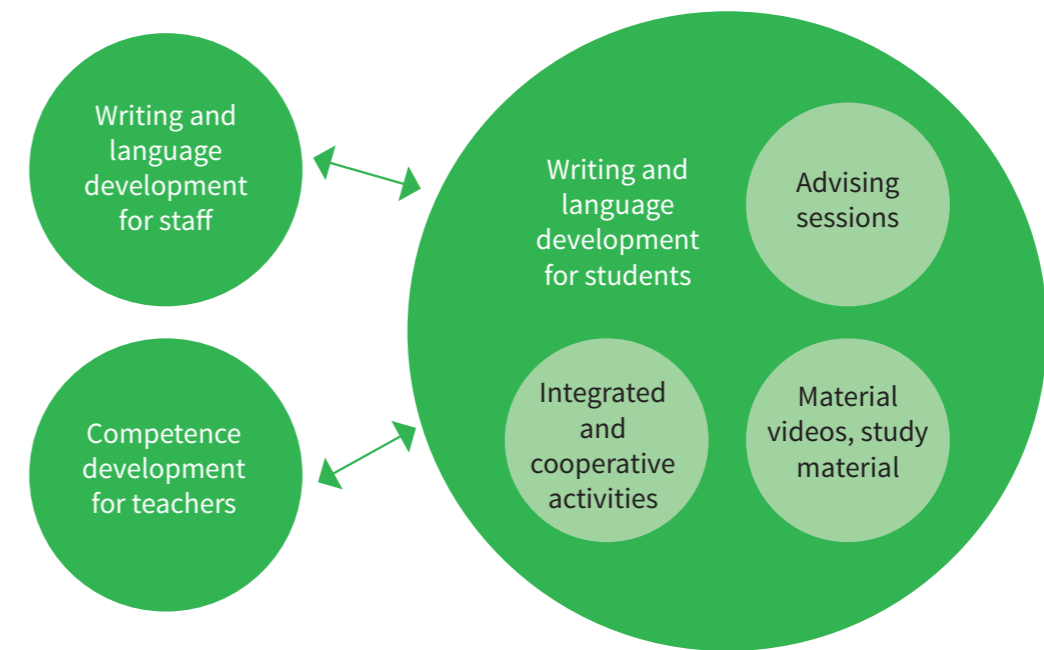 Writing and
language
development
for staff
Competence
development
for teachers
Writing and
language
development
for students
Advising
sessions
Integrated
and
cooperative
activities
Material
videos, study
material